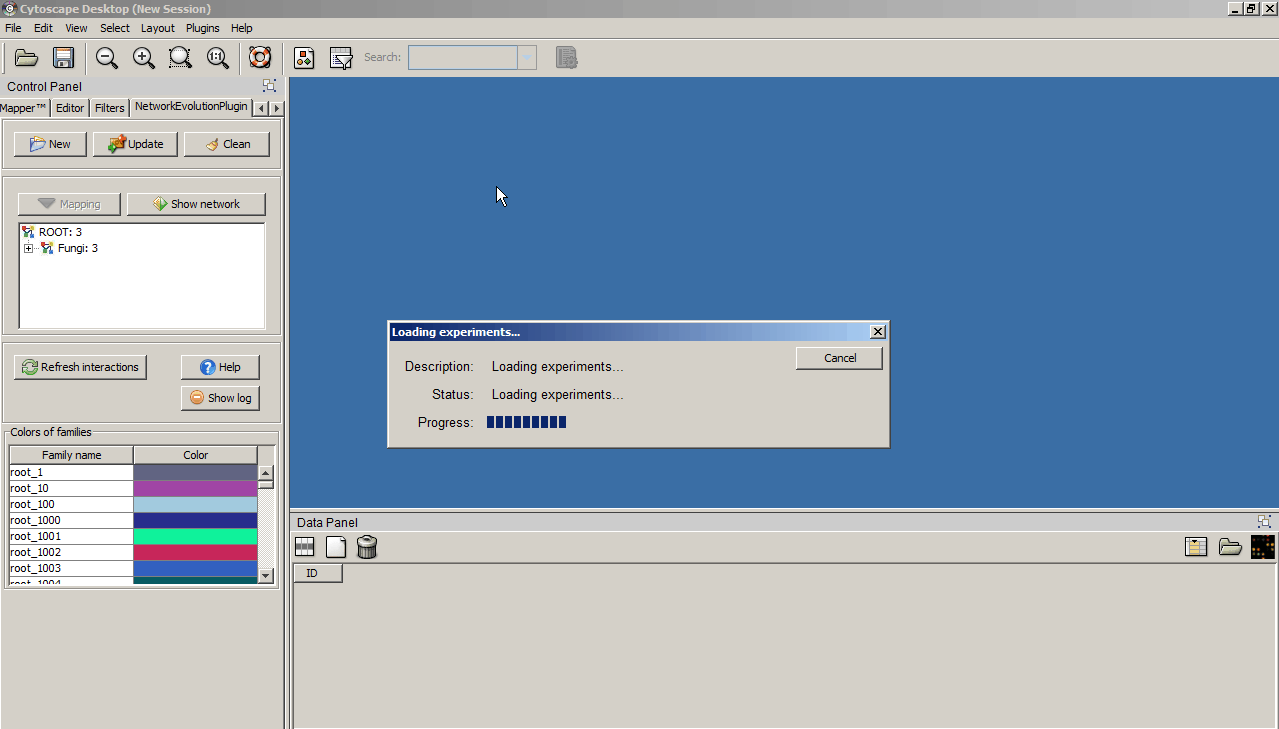 Cytoscape Desktop (New Session)
File Edit View Select Layout Plugins Help
1:1 Search:
Control Panel
Mapper™ Editor Filters NetworkEvolutionPlugin
New Update Clean
Mapping Show network
ROOT: 3
Fungi: 3
Refresh interactions Help
Show log
Colors of families
Family name Color
root_1
root_10
root_100
root_1000
root_1001
root_1002
root_1003
root_1004
Loading experiments...
Cancel
Description: Loading experiments...
Status: Loading experiments...
Progress:
Data Panel
ID